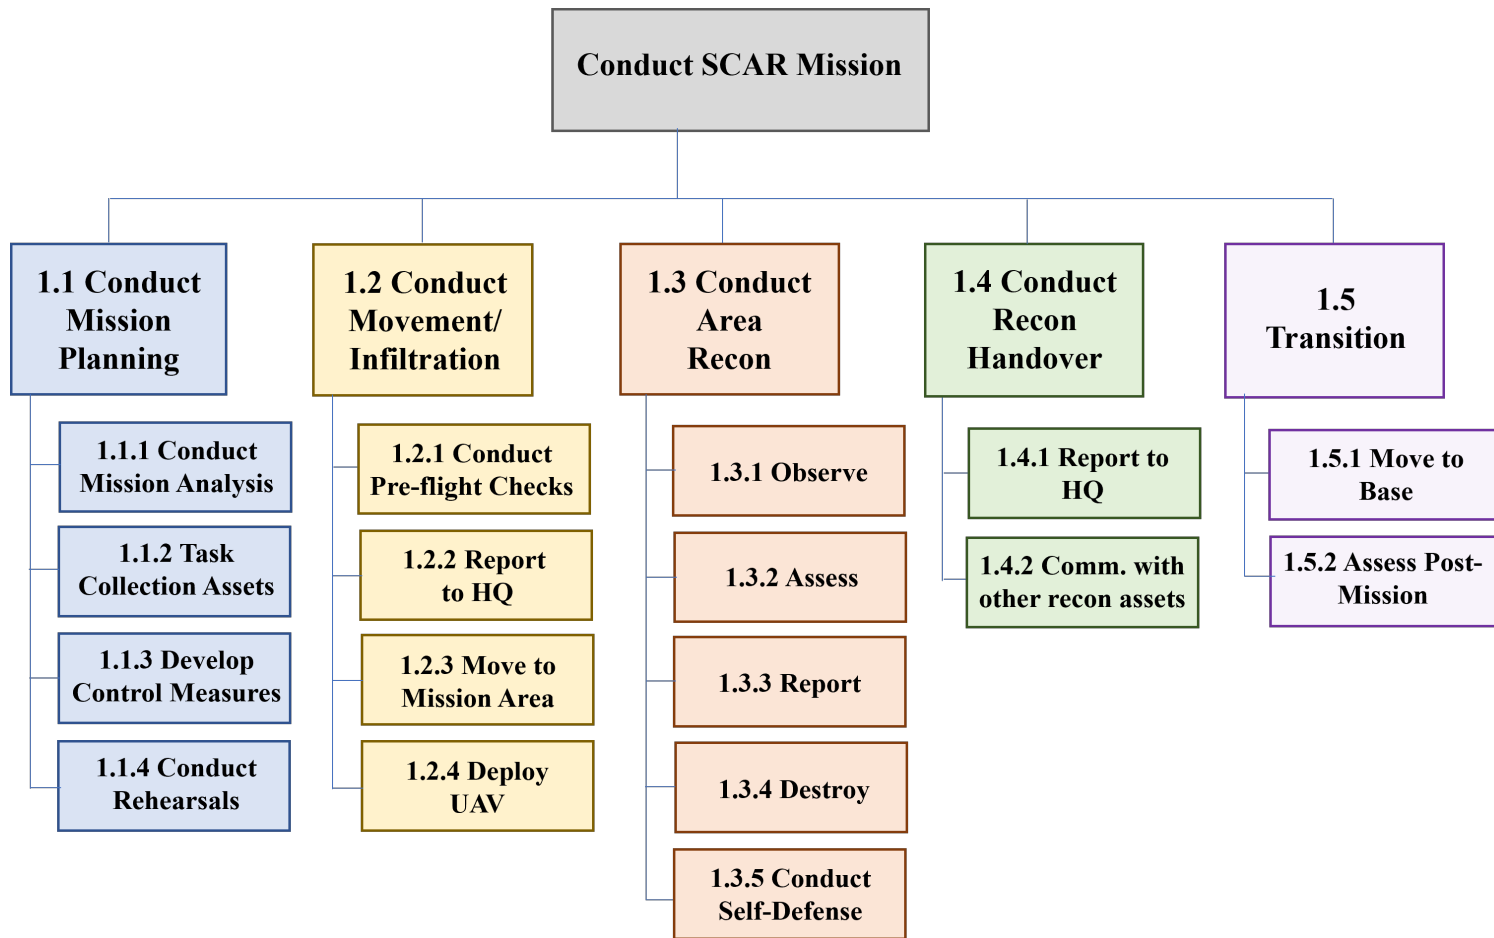 Conduct SCAR Mission
1.1 Conduct
Mission
Planning
1.1.1 Conduct
Mission Analysis
1.1.2 Task
Collection Assets
1.1.3 Develop
Control Measures
1.1.4 Conduct
Rehearsals
1.2 Conduct
Movement/
Infiltration
1.2.1 Conduct
Pre-flight Checks
1.2.2 Report
to HQ
1.2.3 Move to
Mission Area
1.2.4 Deploy
UAV
1.3 Conduct
Area
Recon
1.3.1 Observe
1.3.2 Assess
1.3.3 Report
1.3.4 Destroy
1.3.5 Conduct
Self-Defense
1.4 Conduct
Recon
Handover
1.4.1 Report to
HQ
1.4.2 Comm. with
other recon assets
1.5
Transition
1.5.1 Move to
Base
1.5.2 Assess Post-
Mission